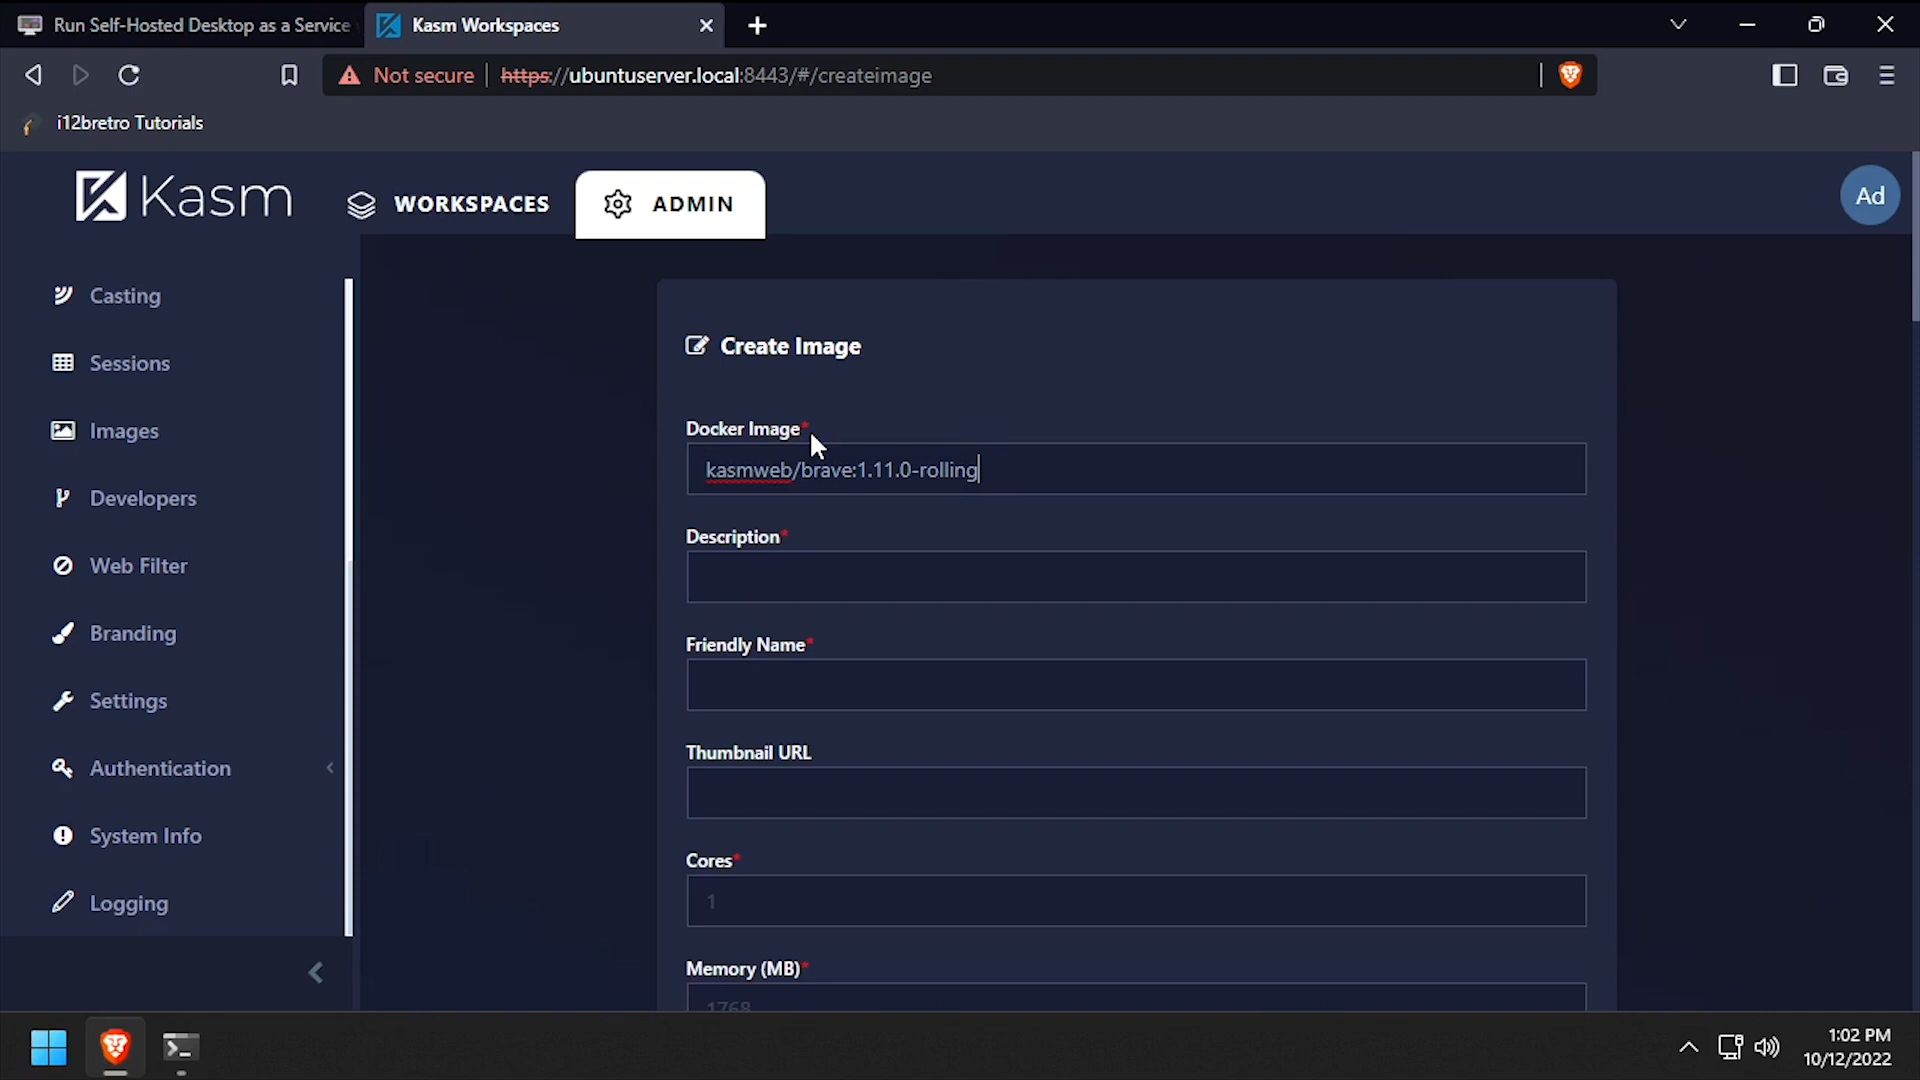 Run Self-Hosted Desktop as a Service
Kasm Workspaces
Not secure
https://ubuntuserver.local:8443/#/createimage
i12bretro Tutorials
Kasm
WORKSPACES
ADMIN
Ad
Casting
Sessions
Images
Developers
Web Filter
Branding
Settings
Authentication
System Info
Logging
Create Image
Docker Image*
kasmweb/brave:1.11.0-rolling
Description*
Friendly Name*
Thumbnail URL
Cores*
1
Memory (MB)*
1768
1:02 PM
10/12/2022